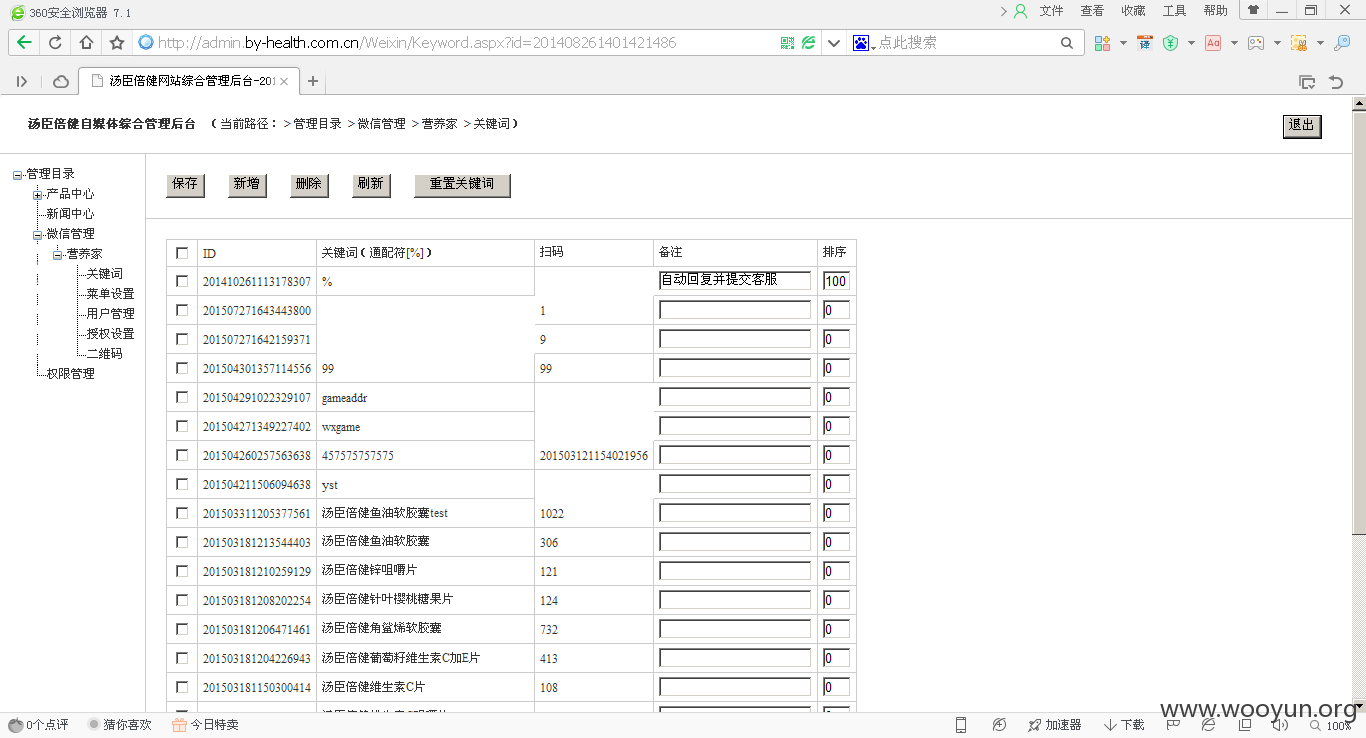 360安全浏览器 7.1 文件 查看 收藏 工具 帮助
http://admin.by-health.com.cn/Weixin/Keyword.aspx?id=201408261401421486 点此搜索 译 Aa
汤臣倍健网站综合管理后台-201
汤臣倍健自媒体综合管理后台 （当前路径：>管理目录 >微信管理 >营养家 >关键词） 退出
管理目录
产品中心
新闻中心
微信管理
营养家
关键词
菜单设置
用户管理
授权设置
二维码
权限管理
保存 新增 删除 刷新 重置关键词
ID 关键词（通配符[%]） 扫码 备注 排序
201410261113178307 % 自动回复并提交客服 100
201507271643443800 1 0
201507271642159371 9 0
201504301357114556 99 99 0
201504291022329107 gameaddr 0
201504271349227402 wxgame 0
201504260257563638 457575757575 201503121154021956 0
201504211506094638 yst 0
201503311205377561 汤臣倍健鱼油软胶囊test 1022 0
201503181213544403 汤臣倍健鱼油软胶囊 306 0
201503181210259129 汤臣倍健锌咀嚼片 121 0
201503181208202254 汤臣倍健针叶樱桃糖果片 124 0
201503181206471461 汤臣倍健角鲨烯软胶囊 732 0
201503181204226943 汤臣倍健葡萄籽维生素C加E片 413 0
201503181150300414 汤臣倍健维生素C片 108 0
www.wooyun.org
0个点评 猜你喜欢 今日特卖 加速器 下载 100%